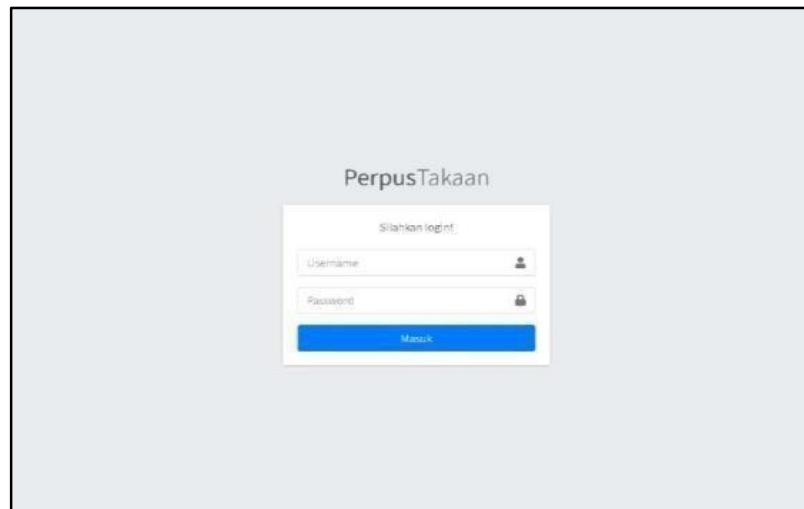 PerpusTakaan
Silahkan login!
Username
Password
Masuk